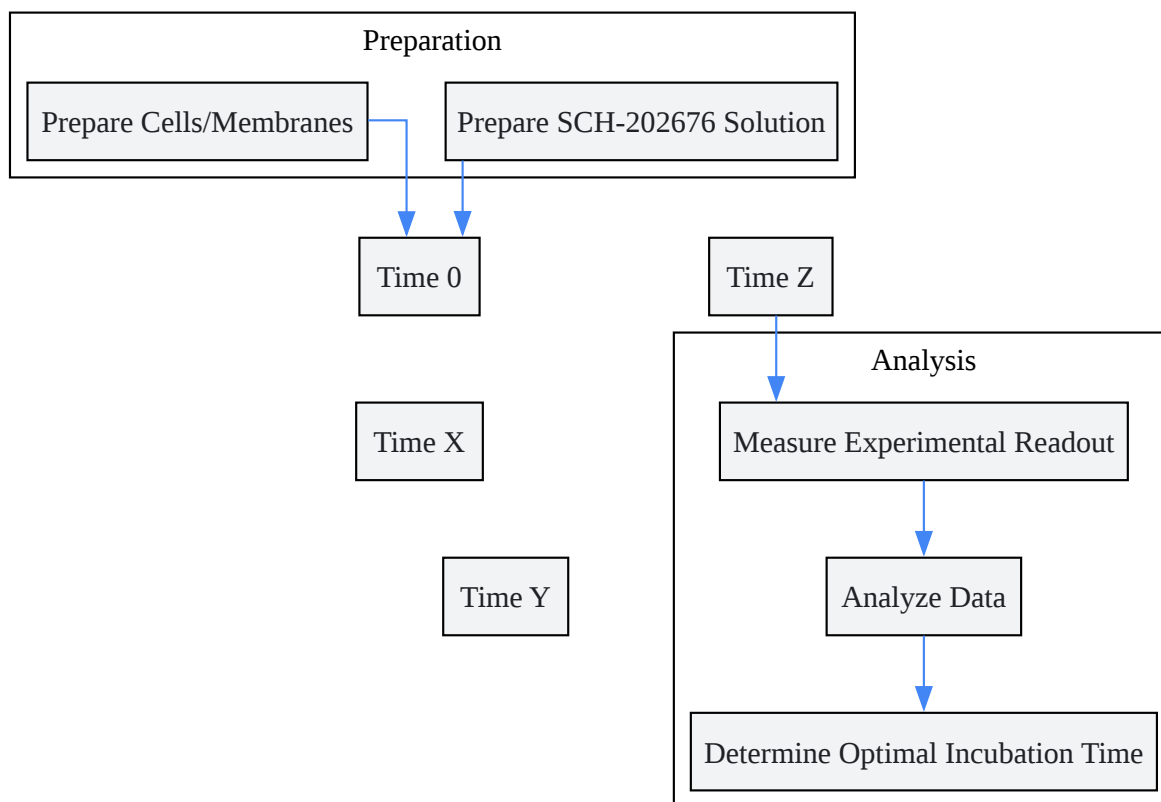 Preparation
Prepare Cells/Membranes
Prepare SCH-202676 Solution
Time 0
Time Z
Analysis
Time X
Measure Experimental Readout
Time Y
Analyze Data
Determine Optimal Incubation Time